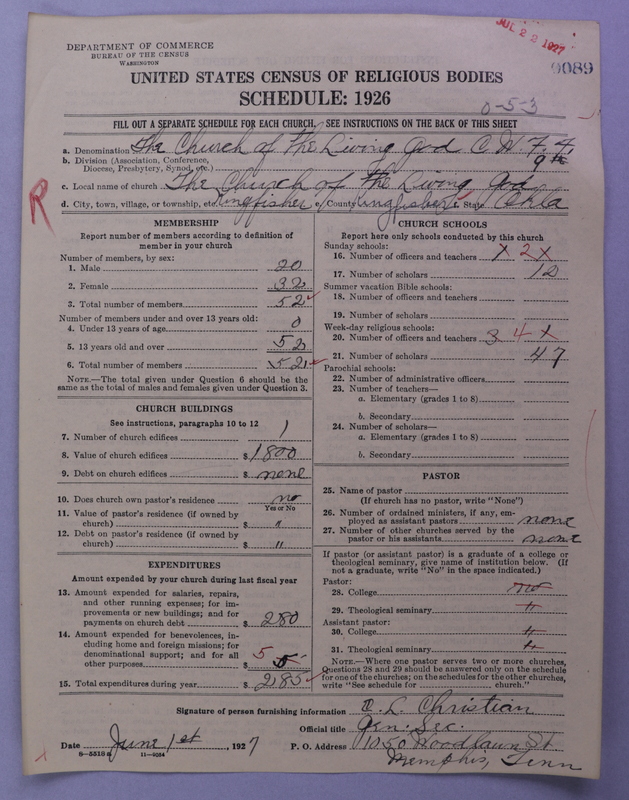 JUL 22 1927
DEPARTMENT OF COMMERCE
BUREAU OF THE CENSUS
WASHINGTON
9089
UNITED STATES CENSUS OF RELIGIOUS BODIES
SCHEDULE: 1926
0-5-3
FILL OUT A SEPARATE SCHEDULE FOR EACH CHURCH. SEE INSTRUCTIONS ON THE BACK OF THIS SHEET
a. Denomination The Church of the Living God C. W. F. F.
b. Division (Association, Conference, Diocese, Presbytery, Synod, etc.) 9th
c. Local name of church The Church of the Living God
d. City, town, village, or township, etc. Kingfisher e. County Kingfisher f. State Okla
R
MEMBERSHIP
Report number of members according to definition of
member in your church
Number of members, by sex:
1. Male 20
2. Female 32
3. Total number of members 52
Number of members under and over 13 years old:
4. Under 13 years of age 0
5. 13 years old and over 52
6. Total number of members 52
NOTE.—The total given under Question 6 should be the
same as the total of males and females given under Question 3.
CHURCH BUILDINGS
See instructions, paragraphs 10 to 12
7. Number of church edifices 1
8. Value of church edifices $ 1800
9. Debt on church edifices $ none
10. Does church own pastor's residence no
Yes or No
11. Value of pastor's residence (if owned by
church) $ "
12. Debt on pastor's residence (if owned by
church) $ "
EXPENDITURES
Amount expended by your church during last fiscal year
13. Amount expended for salaries, repairs,
and other running expenses; for im-
provements or new buildings; and for
payments on church debt $ 280
14. Amount expended for benevolences, in-
cluding home and foreign missions; for
denominational support; and for all
other purposes $ 5 5
15. Total expenditures during year $ 285
CHURCH SCHOOLS
Report here only schools conducted by this church
Sunday schools:
16. Number of officers and teachers 2
17. Number of scholars 12
Summer vacation Bible schools:
18. Number of officers and teachers
19. Number of scholars
Week-day religious schools:
20. Number of officers and teachers 3 4 1
21. Number of scholars 47
Parochial schools:
22. Number of administrative officers
23. Number of teachers—
a. Elementary (grades 1 to 8)
b. Secondary
24. Number of scholars—
a. Elementary (grades 1 to 8)
b. Secondary
PASTOR
25. Name of pastor
(If church has no pastor, write "None")
26. Number of ordained ministers, if any, em-
ployed as assistant pastors none
27. Number of other churches served by the
pastor or his assistants none
If pastor (or assistant pastor) is a graduate of a college or
theological seminary, give name of institution below. (If
not a graduate, write "No" in the space indicated.)
Pastor:
28. College no
29. Theological seminary "
Assistant pastor:
30. College "
31. Theological seminary "
NOTE.—Where one pastor serves two or more churches,
Questions 28 and 29 should be answered only on the schedule
for one of the churches; on the schedules for the other churches,
write "See schedule for church."
Signature of person furnishing information L. Christian
Official title Gen. Sec.
Date June 1st, 1927 P. O. Address 1050 Woodlawn St
8-5518a 11-9054 Memphis, Tenn